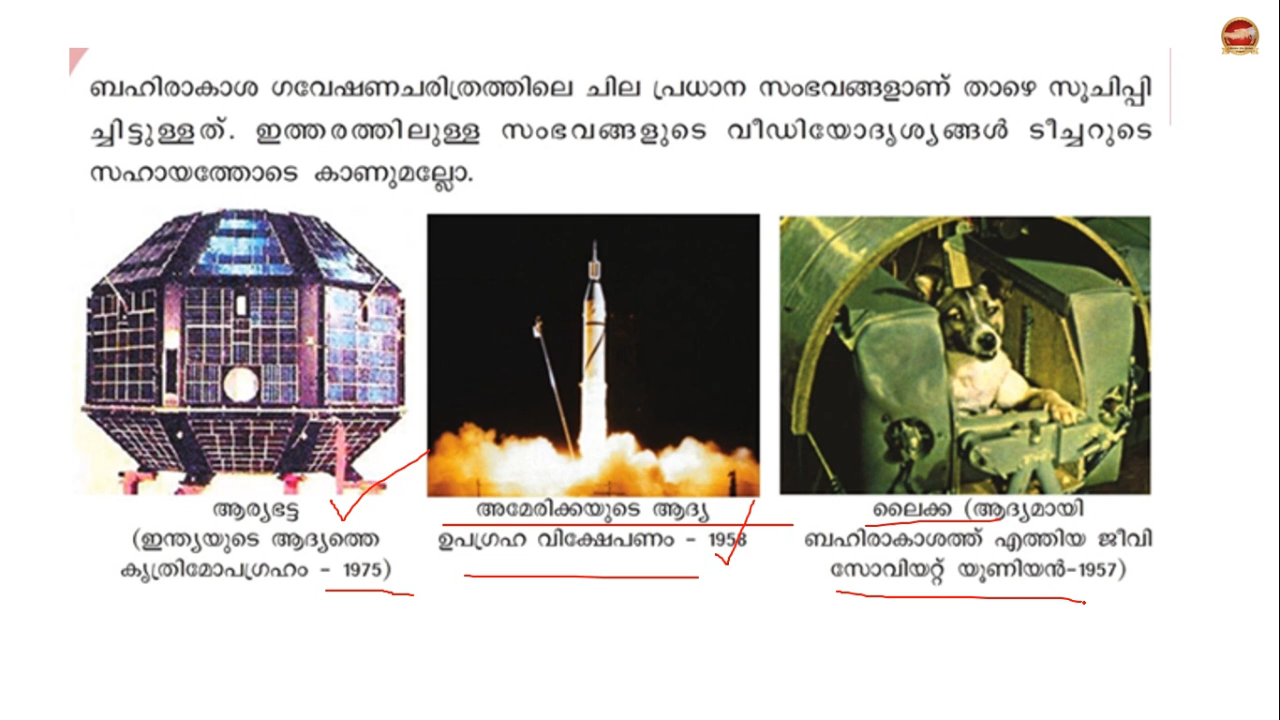 ബഹിരാകാശ ഗവേഷണചരിത്രത്തിലെ ചില പ്രധാന സംഭവങ്ങളാണ് താഴെ സൂചിപ്പി
ച്ചിട്ടുള്ളത്. ഇത്തരത്തിലുള്ള സംഭവങ്ങളുടെ വീഡിയോദൃശ്യങ്ങൾ ടീച്ചറുടെ
സഹായത്തോടെ കാണുമല്ലോ.
ആര്യഭട്ട
(ഇന്ത്യയുടെ ആദ്യത്തെ
കൃത്രിമോപഗ്രഹം - 1975)
അമേരിക്കയുടെ ആദ്യ
ഉപഗ്രഹ വിക്ഷേപണം - 1958
ലൈക്ക (ആദ്യമായി
ബഹിരാകാശത്ത് എത്തിയ ജീവി
സോവിയറ്റ് യൂണിയൻ-1957)